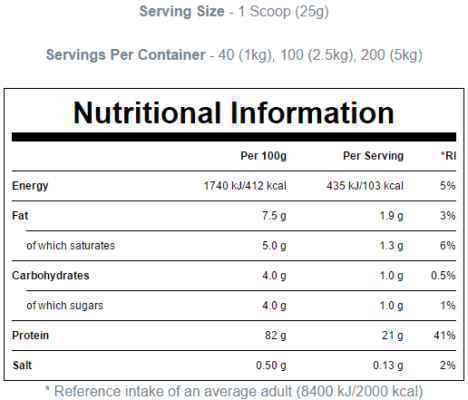 Serving Size - 1 Scoop (25g)
Servings Per Container - 40 (1kg), 100 (2.5kg), 200 (5kg)
Nutritional Information
Per 100g Per Serving *RI
Energy 1740 kJ/412 kcal 435 kJ/103 kcal 5%
Fat 7.5 g 1.9 g 3%
of which saturates 5.0 g 1.3 g 6%
Carbohydrates 4.0 g 1.0 g 0.5%
of which sugars 4.0 g 1.0 g 1%
Protein 82 g 21 g 41%
Salt 0.50 g 0.13 g 2%
* Reference intake of an average adult (8400 kJ/2000 kcal)